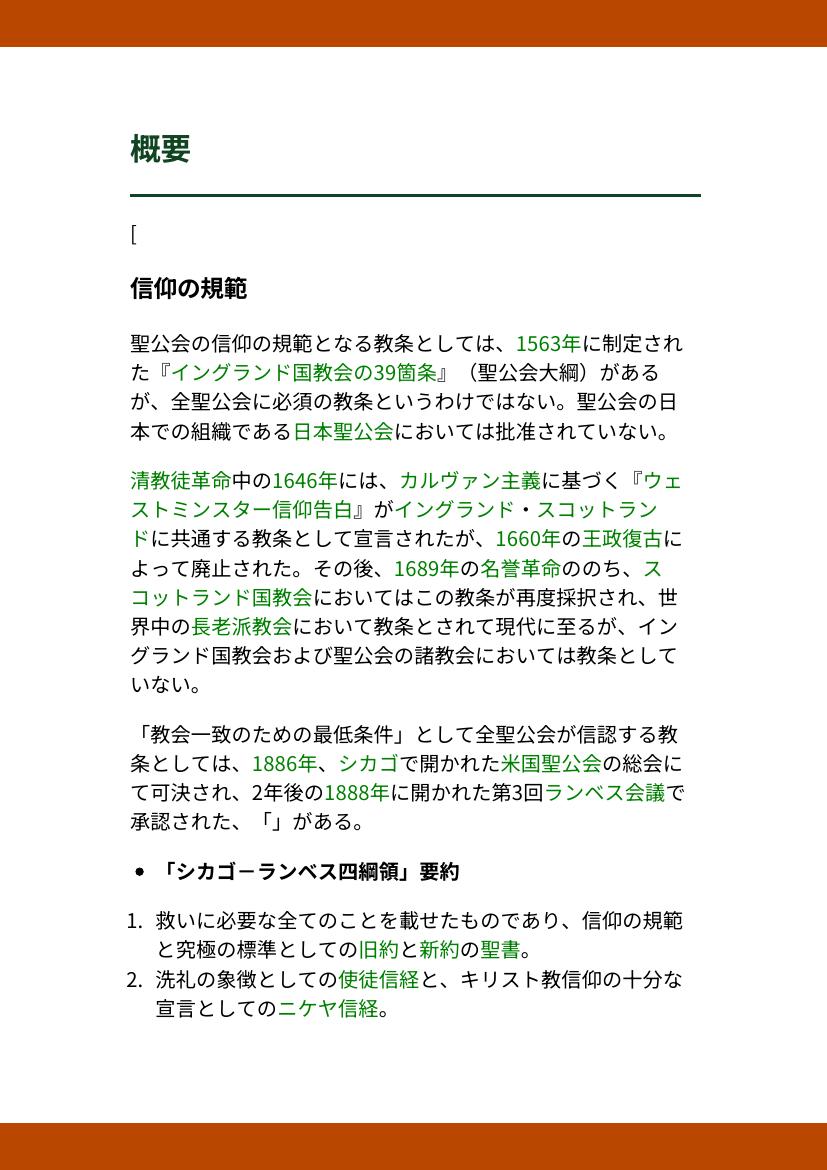 概要
[
信仰の規範
聖公会の信仰の規範となる教条としては、1563年に制定され
た『イングランド国教会の39箇条』（聖公会大綱）がある
が、全聖公会に必須の教条というわけではない。聖公会の日
本での組織である日本聖公会においては批准されていない。
清教徒革命中の1646年には、カルヴァン主義に基づく『ウェ
ストミンスター信仰告白』がイングランド・スコットラン
ドに共通する教条として宣言されたが、1660年の王政復古に
よって廃止された。その後、1689年の名誉革命ののち、ス
コットランド国教会においてはこの教条が再度採択され、世
界中の長老派教会において教条とされて現代に至るが、イン
グランド国教会および聖公会の諸教会においては教条として
いない。
「教会一致のための最低条件」として全聖公会が信認する教
条としては、1886年、シカゴで開かれた米国聖公会の総会に
て可決され、2年後の1888年に開かれた第3回ランベス会議で
承認された、「」がある。
• 「シカゴ－ランベス四綱領」要約
1. 救いに必要な全てのことを載せたものであり、信仰の規範
と究極の標準としての旧約と新約の聖書。
2. 洗礼の象徴としての使徒信経と、キリスト教信仰の十分な
宣言としてのニケヤ信経。